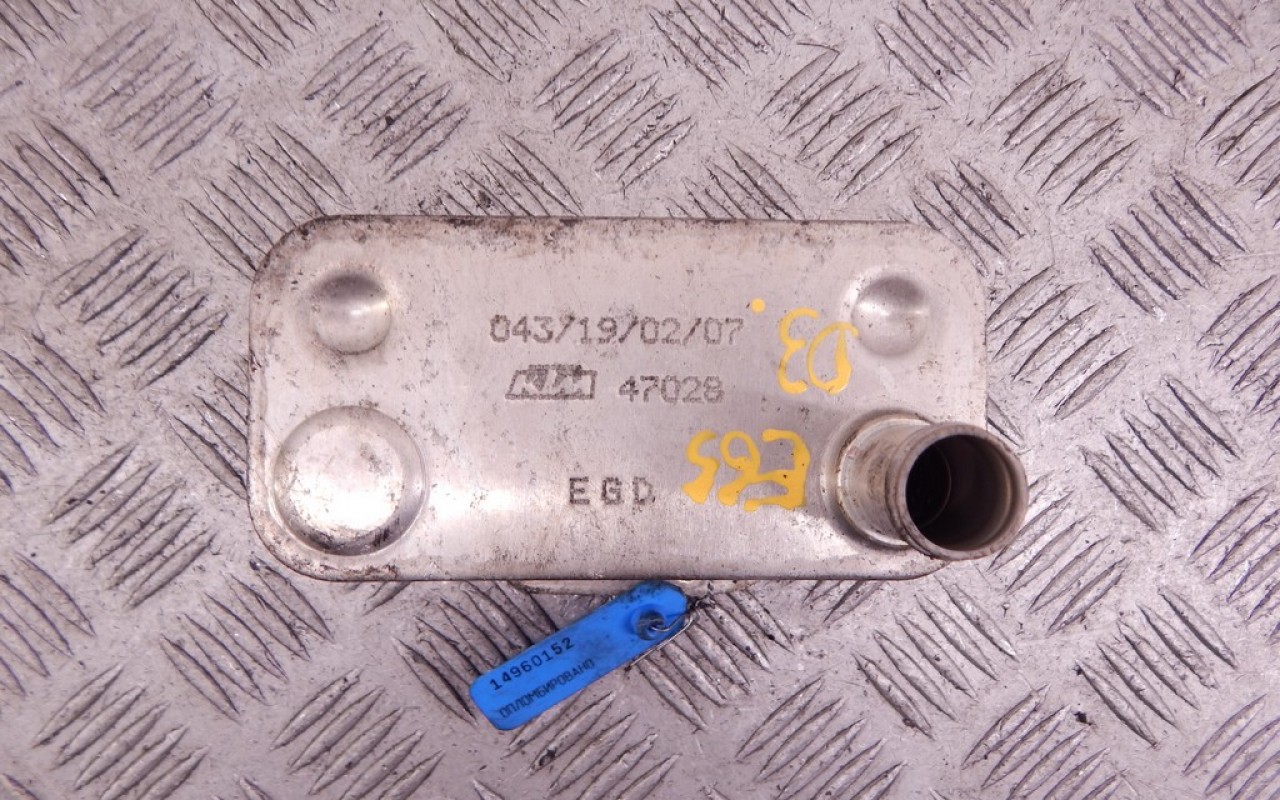 043/19/02/07
KTM 47028
EGD
D3.
E65
14960152
ОПЛОМБИРОВАНО